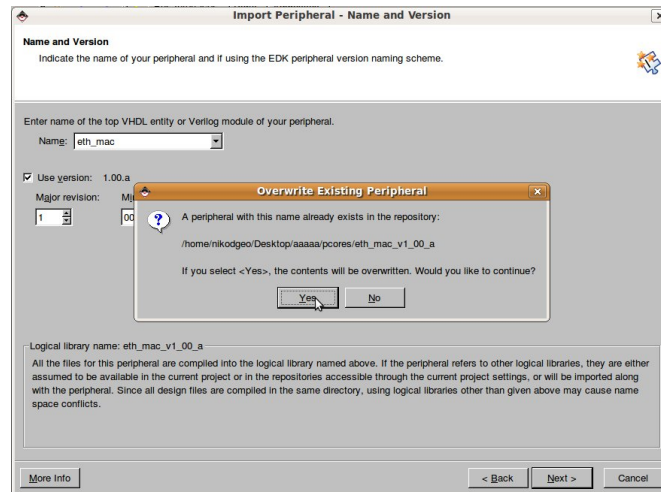 Import Peripheral - Name and Version
Name and Version
Indicate the name of your peripheral and if using the EDK peripheral version naming scheme.
Enter name of the top VHDL entity or Verilog module of your peripheral.
Name: eth_mac
Use version: 1.00.a
Major revision:
1
00
Overwrite Existing Peripheral
A peripheral with this name already exists in the repository:
/home/nikodgeo/Desktop/aaaaa/pcores/eth_mac_v1_00_a
If you select <Yes>, the contents will be overwritten. Would you like to continue?
Yes No
Logical library name: eth_mac_v1_00_a
All the files for this peripheral are compiled into the logical library named above. If the peripheral refers to other logical libraries, they are either
assumed to be available in the current project or in the repositories accessible through the current project settings, or will be imported along
with the peripheral. Since all design files are compiled in the same directory, using logical libraries other than given above may cause name
space conflicts.
More Info < Back Next > Cancel